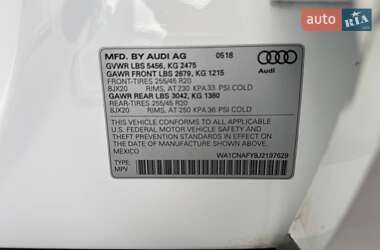 auto RIA
MFD. BY AUDI AG 05/18
GVWR LBS 5456, KG 2475
GAWR FRONT LBS 2679, KG 1215
FRONT-TIRES 255/45 R20
8JX20 RIMS, AT 230 KPA 33 PSI COLD
GAWR REAR LBS 3042, KG 1380
REAR-TIRES 255/45 R20
8JX20 RIMS, AT 250 KPA 36 PSI COLD
Audi
THIS VEHICLE CONFORMS TO ALL APPLICABLE
U.S. FEDERAL MOTOR VEHICLE SAFETY AND
THEFT PREVENTION STANDARDS IN EFFECT ON
THE DATE OF MANUFACTURE SHOWN ABOVE.
MEXICO
TYPE: WA1CNAFY8J2197629
MPV